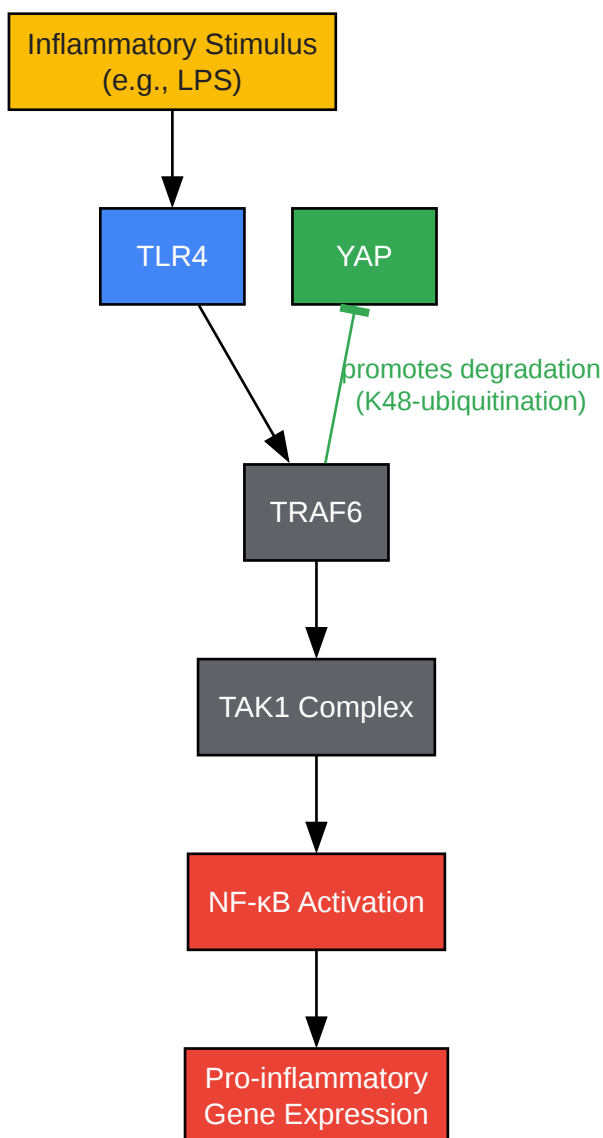 Inflammatory Stimulus
(e.g., LPS)
TLR4
YAP
promotes degradation
(K48-ubiquitination)
TRAF6
TAK1 Complex
NF-κB Activation
Pro-inflammatory
Gene Expression